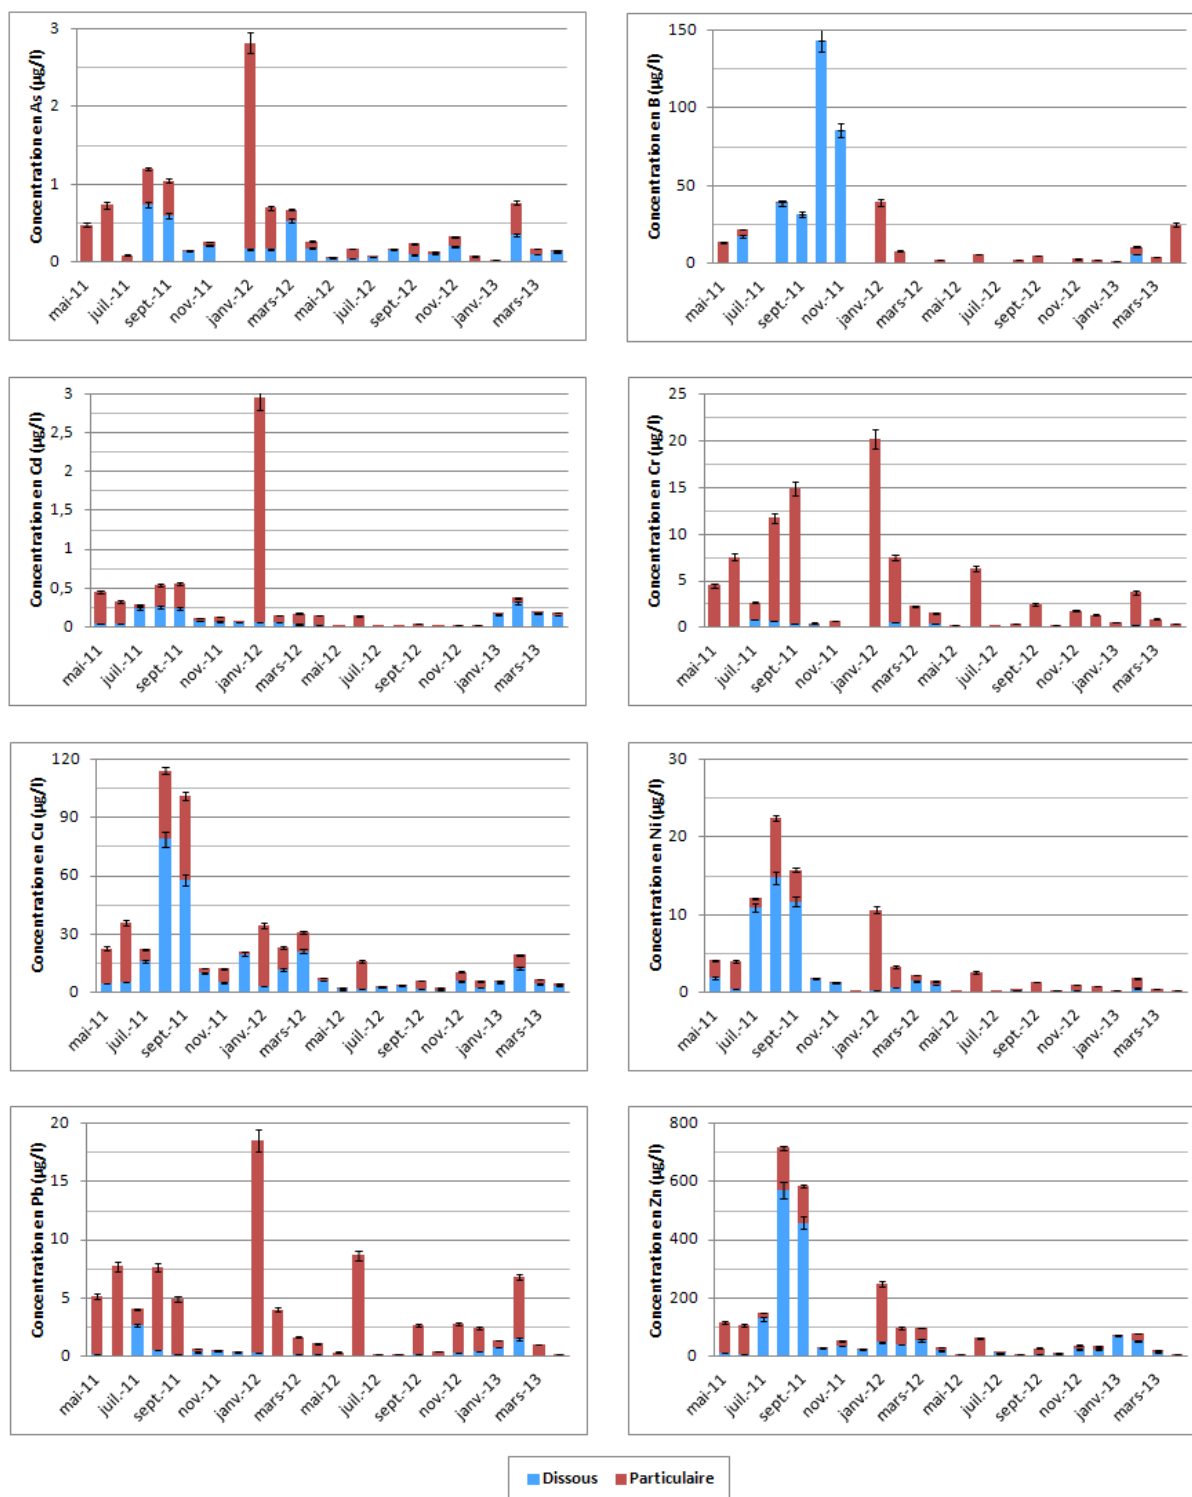 Concentration en As (µg/l)
3
2
1
0
mai-11 juil.-11 sept.-11 nov.-11 janv.-12 mars-12 mai-12 juil.-12 sept.-12 nov.-12 janv.-13 mars-13
Concentration en B (µg/l)
150
100
50
0
mai-11 juil.-11 sept.-11 nov.-11 janv.-12 mars-12 mai-12 juil.-12 sept.-12 nov.-12 janv.-13 mars-13
Concentration en Cd (µg/l)
3
2,5
2
1,5
1
0,5
0
mai-11 juil.-11 sept.-11 nov.-11 janv.-12 mars-12 mai-12 juil.-12 sept.-12 nov.-12 janv.-13 mars-13
Concentration en Cr (µg/l)
25
20
15
10
5
0
mai-11 juil.-11 sept.-11 nov.-11 janv.-12 mars-12 mai-12 juil.-12 sept.-12 nov.-12 janv.-13 mars-13
Concentration en Cu (µg/l)
120
90
60
30
0
mai-11 juil.-11 sept.-11 nov.-11 janv.-12 mars-12 mai-12 juil.-12 sept.-12 nov.-12 janv.-13 mars-13
Concentration en Ni (µg/l)
30
20
10
0
mai-11 juil.-11 sept.-11 nov.-11 janv.-12 mars-12 mai-12 juil.-12 sept.-12 nov.-12 janv.-13 mars-13
Concentration en Pb (µg/l)
20
15
10
5
0
mai-11 juil.-11 sept.-11 nov.-11 janv.-12 mars-12 mai-12 juil.-12 sept.-12 nov.-12 janv.-13 mars-13
Concentration en Zn (µg/l)
800
600
400
200
0
mai-11 juil.-11 sept.-11 nov.-11 janv.-12 mars-12 mai-12 juil.-12 sept.-12 nov.-12 janv.-13 mars-13
Dissous Particulaire